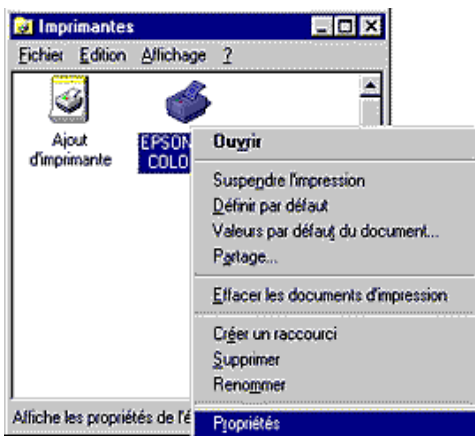 Imprimantes
Fichier Edition Affichage ?
Ajout
d'imprimante
EPSON
COLO
Ouvrir
Suspendre l'impression
Définir par défaut
Valeurs par défaut du document...
Partage...
Effacer les documents d'impression
Créer un raccourci
Supprimer
Renommer
Propriétés
Affiche les propriétés de l'é